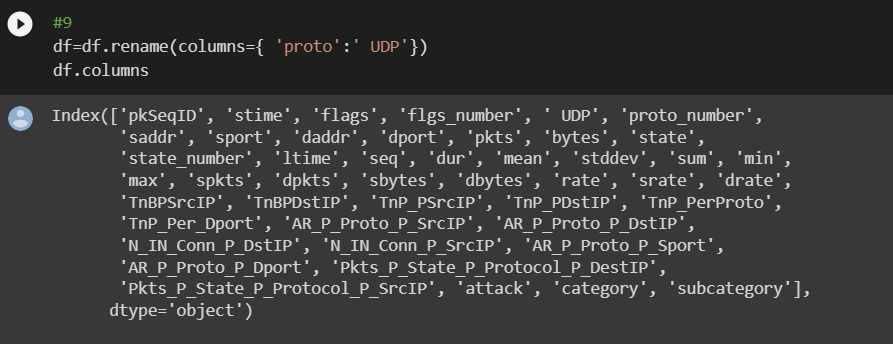 #9
df=df.rename(columns={ 'proto':' UDP'})
df.columns
Index(['pkSeqID', 'stime', 'flags', 'flgs_number', ' UDP', 'proto_number',
'saddr', 'sport', 'daddr', 'dport', 'pkts', 'bytes', 'state',
'state_number', 'ltime', 'seq', 'dur', 'mean', 'stddev', 'sum', 'min',
'max', 'spkts', 'dpkts', 'sbytes', 'dbytes', 'rate', 'srate', 'drate',
'TnBPSrcIP', 'TnBPDstIP', 'TnP_PSrcIP', 'TnP_PDstIP', 'TnP_PerProto',
'TnP_Per_Dport', 'AR_P_Proto_P_SrcIP', 'AR_P_Proto_P_DstIP',
'N_IN_Conn_P_DstIP', 'N_IN_Conn_P_SrcIP', 'AR_P_Proto_P_Sport',
'AR_P_Proto_P_Dport', 'Pkts_P_State_P_Protocol_P_DestIP',
'Pkts_P_State_P_Protocol_P_SrcIP', 'attack', 'category', 'subcategory'],
dtype='object')